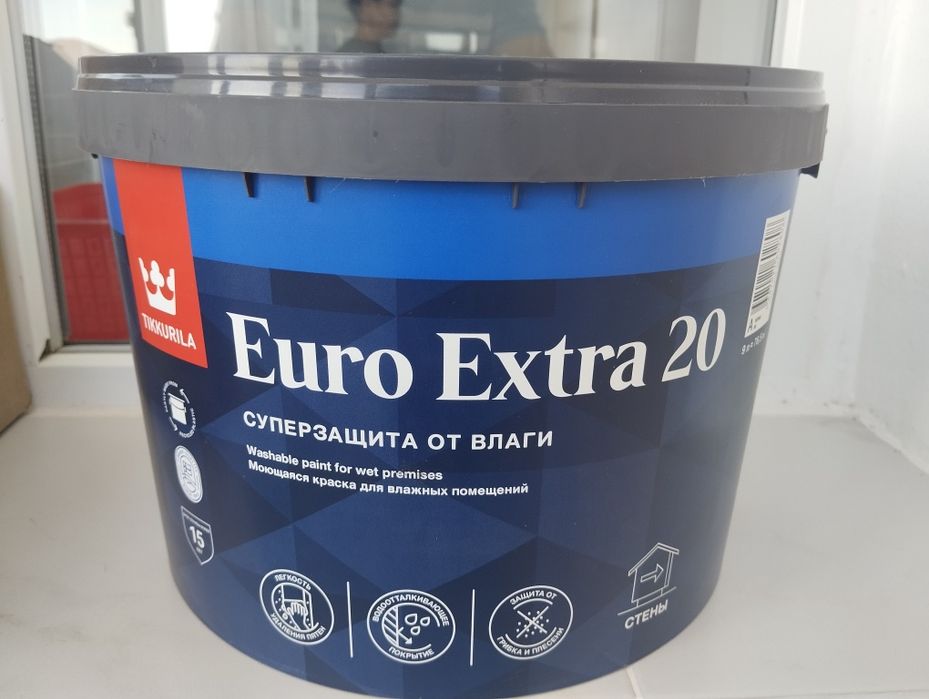 TIKKURILA
Euro Extra 20
СУПЕРЗАЩИТА ОТ ВЛАГИ
Washable paint for wet premises
Моющаяся краска для влажных помещений
15
ЛЕГКОСТЬ
УДАЛЕНИЯ ПЯТЕН
ВОДООТТАЛКИВАЮЩЕЕ
ПОКРЫТИЕ
ЗАЩИТА ОТ
ГРИБКА И ПЛЕСЕНИ
СТЕНЫ
A
9 л